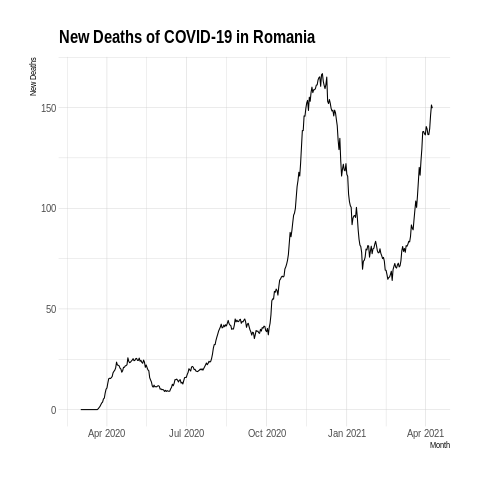 New Deaths of COVID-19 in Romania
New Deaths
150
100
50
0
Apr 2020 Jul 2020 Oct 2020 Jan 2021 Apr 2021
Month